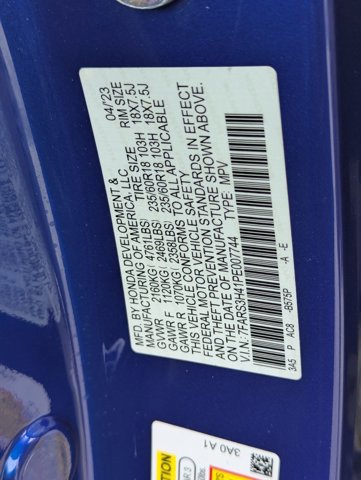 MFD. BY HONDA DEVELOPMENT & 04/'23
MANUFACTURING OF AMERICA, LLC
GVWR 2160KG( 4761LBS) TIRE SIZE RIM SIZE
GAWR F 1120KG( 2469LBS) 235/60R18 103H 18X7.5J
GAWR R 1070KG( 2358LBS) 235/60R18 103H 18X7.5J
THIS VEHICLE CONFORMS TO ALL APPLICABLE
FEDERAL MOTOR VEHICLE SAFETY
AND THEFT PREVENTION STANDARDS IN EFFECT
ON THE DATE OF MANUFACTURE SHOWN ABOVE.
V.I.N.: 7FARS3H41PE007744 TYPE: MPV
3A5 P AC8 -B575P -A -E
3A0 A1